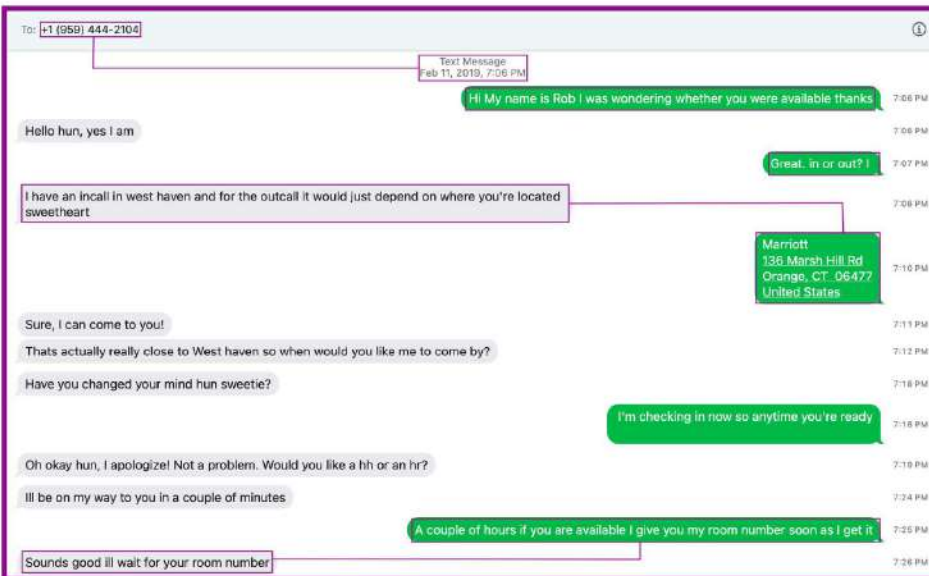 To: +1 (959) 444-2104
Text Message
Feb 11, 2019, 7:06 PM
Hi My name is Rob I was wondering whether you were available thanks
7:06 PM
Hello hun, yes I am
7:06 PM
Great. in or out? I
7:07 PM
I have an incall in west haven and for the outcall it would just depend on where you're located
sweetheart
7:08 PM
Marriott
136 Marsh Hill Rd
Orange, CT 06477
United States
7:10 PM
Sure, I can come to you!
7:11 PM
Thats actually really close to West haven so when would you like me to come by?
7:12 PM
Have you changed your mind hun sweetie?
7:18 PM
I'm checking in now so anytime you're ready
7:18 PM
Oh okay hun, I apologize! Not a problem. Would you like a hh or an hr?
7:19 PM
Ill be on my way to you in a couple of minutes
7:24 PM
A couple of hours if you are available I give you my room number soon as I get it
7:25 PM
Sounds good ill wait for your room number
7:26 PM